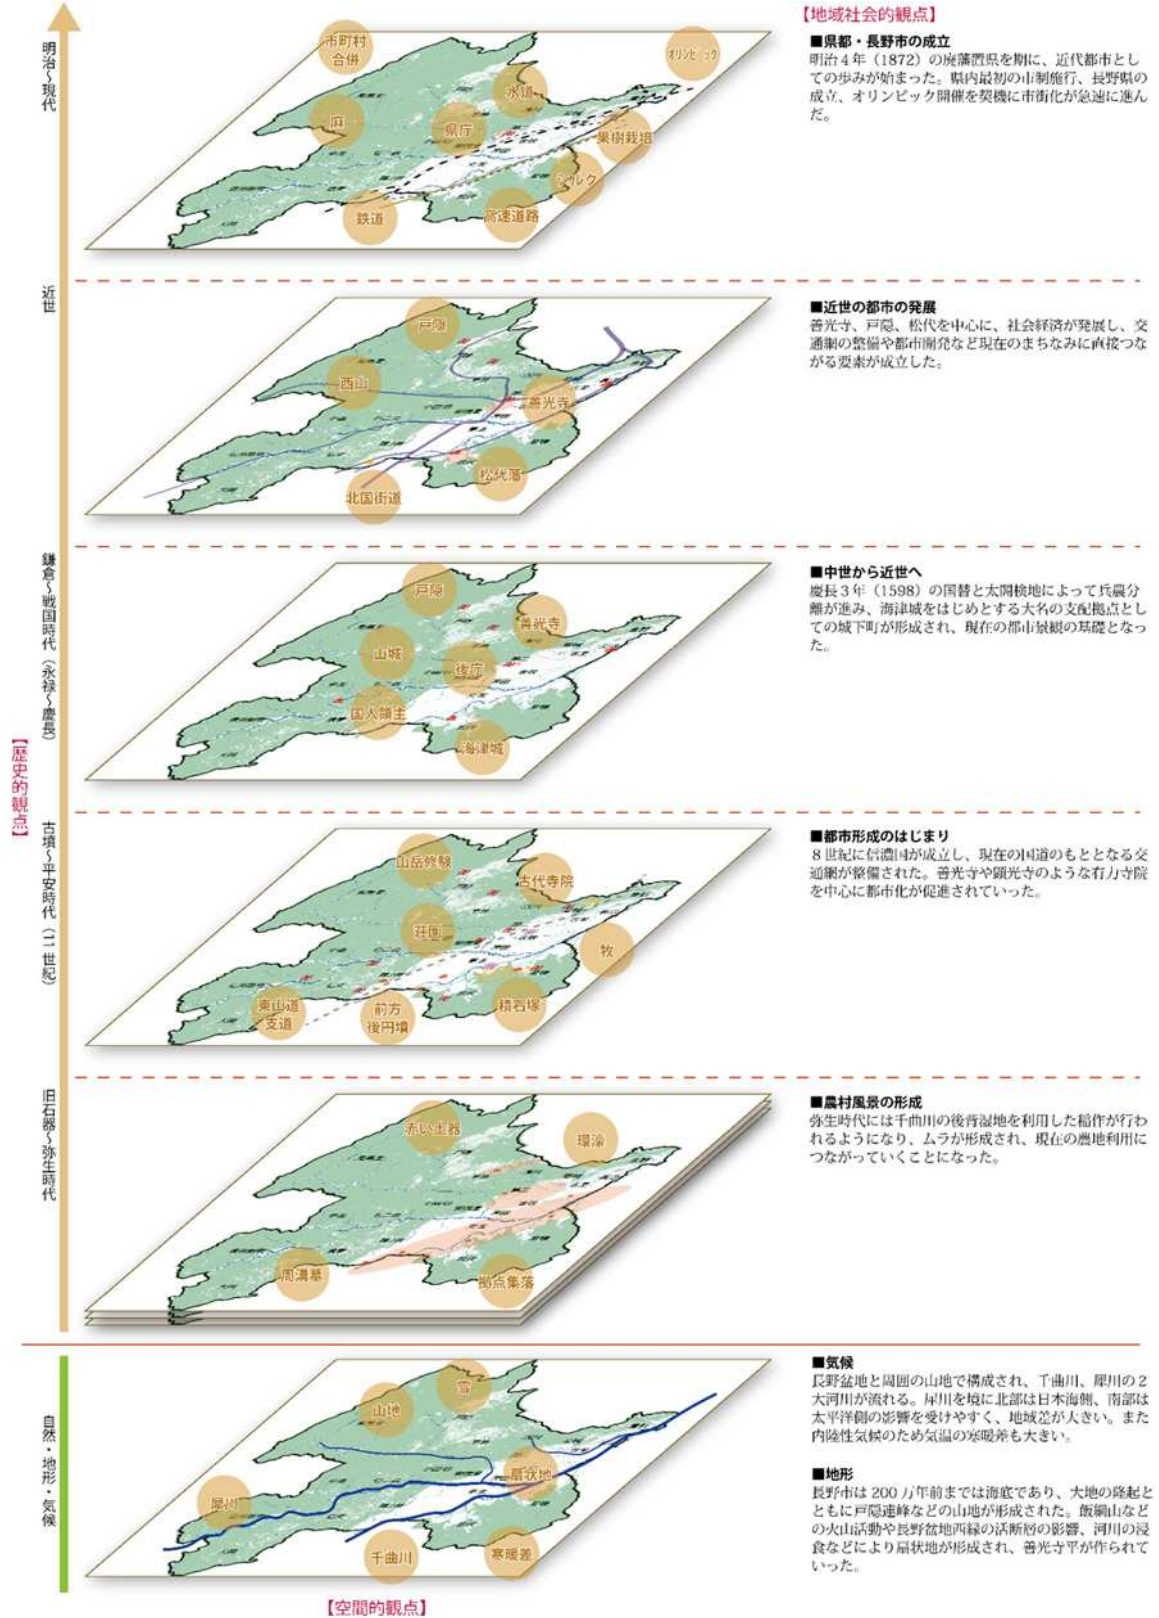 【地域社会的観点】
明治〜現代
市町村
合併
オリンピック
水道
麻
県庁
果樹栽培
シルク
鉄道
高速道路
■県都・長野市の成立
明治4年（1872）の廃藩置県を期に、近代都市とし
ての歩みが始まった。県内最初の市制施行、長野県の
成立、オリンピック開催を契機に市街化が急速に進ん
だ。
近世
戸隠
西山
善光寺
松代藩
北国街道
■近世の都市の発展
善光寺、戸隠、松代を中心に、社会経済が発展し、交
通網の整備や都市開発など現在のまちなみに直接つな
がる要素が成立した。
鎌倉〜戦国時代（永禄〜慶長）
戸隠
善光寺
山城
後庁
国人領主
海津城
■中世から近世へ
慶長3年（1598）の国替と太閤検地によって兵農分
離が進み、海津城をはじめとする大名の支配拠点とし
ての城下町が形成され、現在の都市景観の基礎となっ
た。
【歴史的観点】
古墳〜平安時代（11世紀）
山岳修験
古代寺院
荘園
牧
東山道
支道
前方
後円墳
積石塚
■都市形成のはじまり
8世紀に信濃国が成立し、現在の国道のもととなる交
通網が整備された。善光寺や顕光寺のような有力寺院
を中心に都市化が促進されていった。
旧石器〜弥生時代
赤い土器
環濠
周溝墓
拠点集落
■農村風景の形成
弥生時代には千曲川の後背湿地を利用した稲作が行わ
れるようになり、ムラが形成され、現在の農地利用に
つながっていくことになった。
自然・地形・気候
雪
山地
扇状地
犀川
千曲川
寒暖差
■気候
長野盆地と周囲の山地で構成され、千曲川、犀川の2
大河川が流れる。犀川を境に北部は日本海側、南部は
太平洋側の影響を受けやすく、地域差が大きい。また
内陸性気候のため気温の寒暖差も大きい。
■地形
長野市は200万年前までは海底であり、大地の隆起と
ともに戸隠連峰などの山地が形成された。飯綱山など
の火山活動や長野盆地西縁の活断層の影響、河川の浸
食などにより扇状地が形成され、善光寺平が作られて
いった。
【空間的観点】